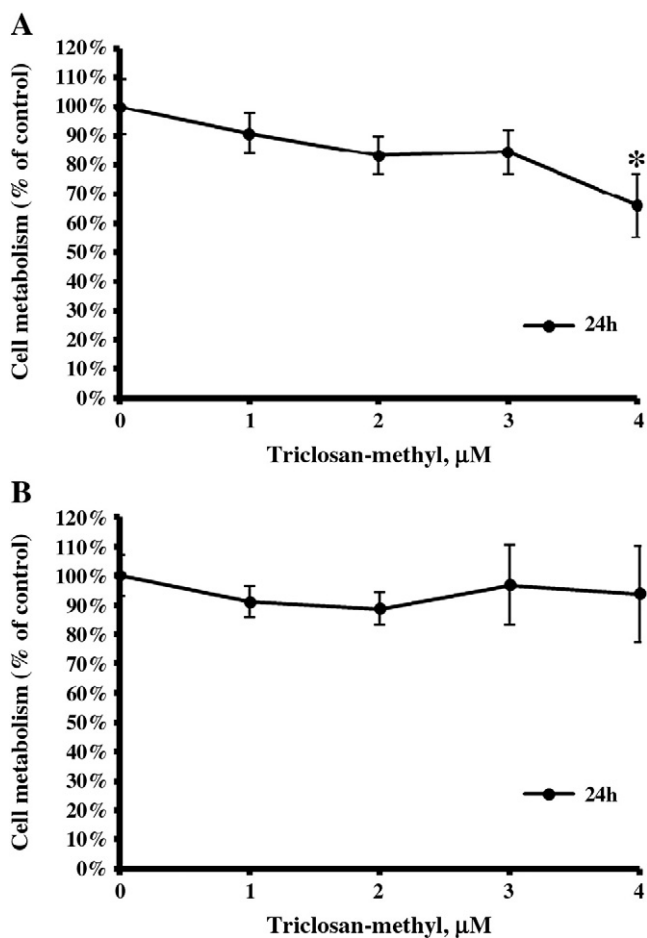 A
120%
110%
100%
90%
80%
70%
60%
50%
40%
30%
20%
10%
0%
Cell metabolism (% of control)
*
24h
0 1 2 3 4
Triclosan-methyl, μM
B
120%
110%
100%
90%
80%
70%
60%
50%
40%
30%
20%
10%
0%
Cell metabolism (% of control)
24h
0 1 2 3 4
Triclosan-methyl, μM